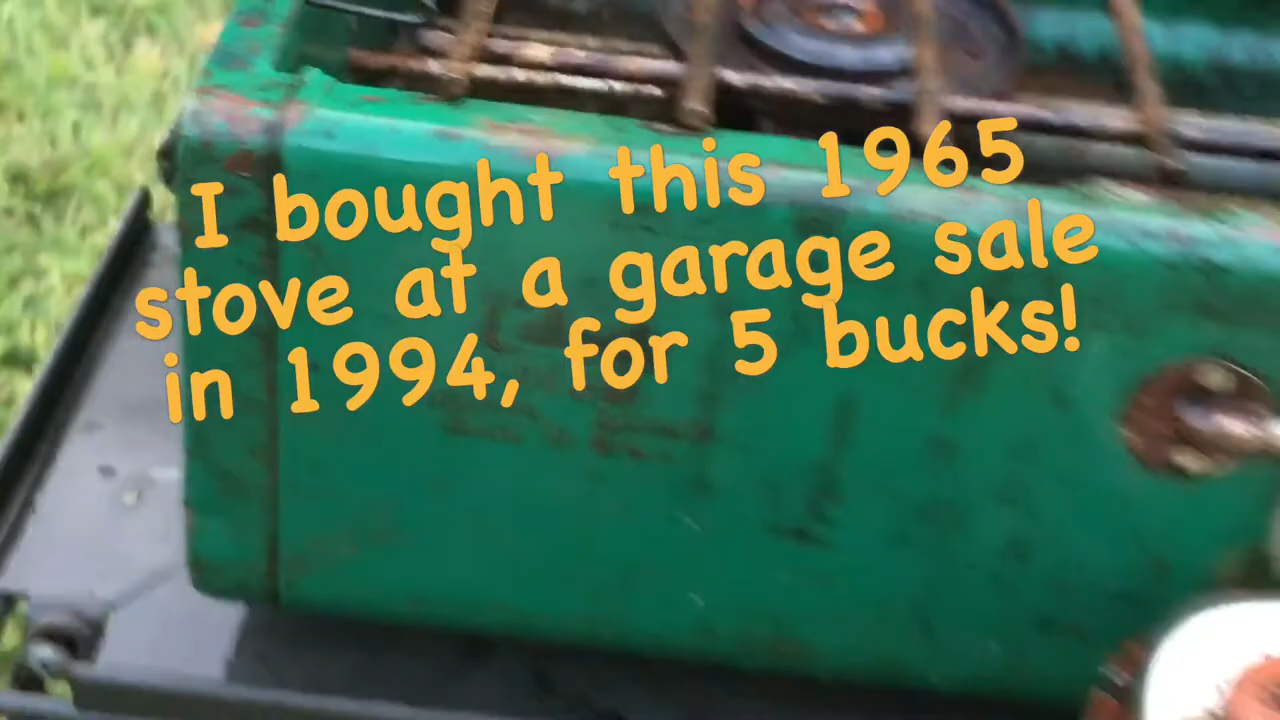 I bought this 1965
stove at a garage sale
in 1994, for 5 bucks!